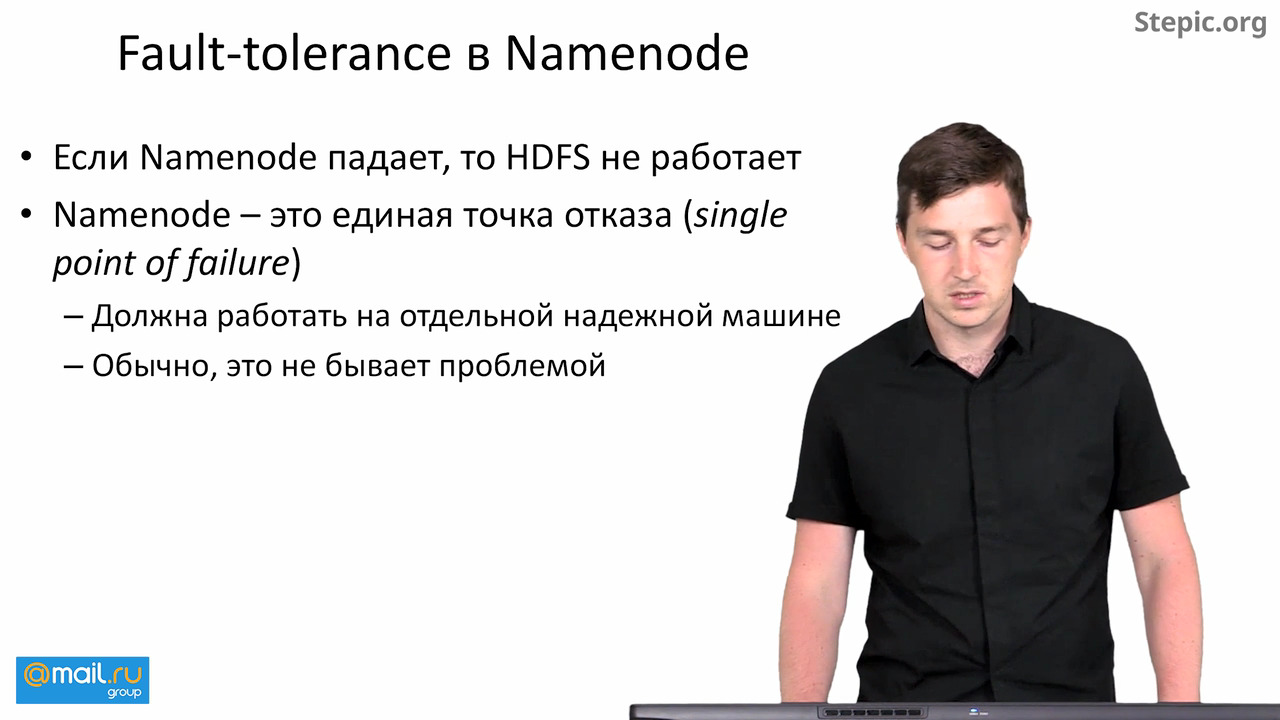 Stepic.org
Fault-tolerance в Namenode
• Если Namenode падает, то HDFS не работает
• Namenode – это единая точка отказа (single
point of failure)
– Должна работать на отдельной надежной машине
– Обычно, это не бывает проблемой
@mail.ru
group